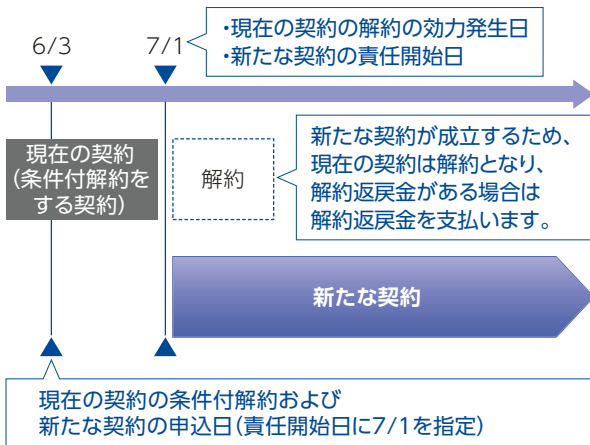 6/3
7/1
・現在の契約の解約の効力発生日
・新たな契約の責任開始日
現在の契約
(条件付解約を
する契約)
解約
新たな契約が成立するため、
現在の契約は解約となり、
解約返戻金がある場合は
解約返戻金を支払います。
新たな契約
現在の契約の条件付解約および
新たな契約の申込日(責任開始日に7/1を指定)